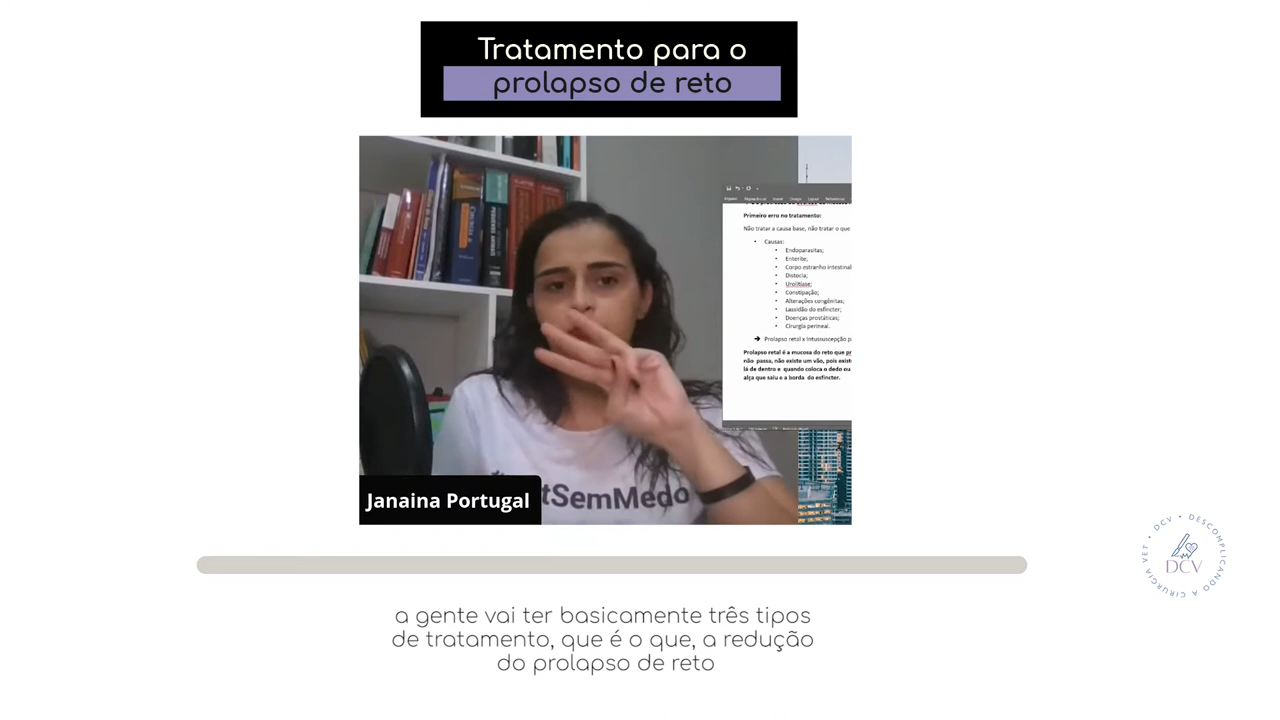 Tratamento para o
prolapso de reto
Primeiro erro no tratamento:
Não tratar a causa base, não tratar o que
Causas:
Endoparasitas;
Enterite;
Corpo estranho intestinal
Distocia;
Urolitíase;
Constipação;
Alterações congênitas;
Lassidão do esfíncter;
Doenças prostáticas;
Cirurgia perineal.
Prolapso retal x intussuscepção
Prolapso retal é a mucosa do reto que
não passa, não existe um vão, pois
lá de dentro e quando coloca o dedo ou
alça que saiu e a borda do esfíncter.
tSemMedo
Janaina Portugal
DCV • DESCOMPLICANDO A CIRURGIA VET •
DCV
a gente vai ter basicamente três tipos
de tratamento, que é o que, a redução
do prolapso de reto